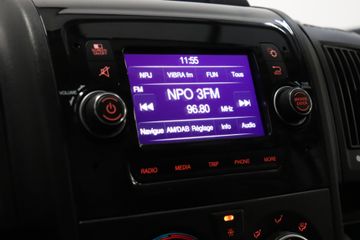 11:55
NRJ VIBRA fm FUN Tous
FM
NPO 3FM
96.80 MHz
Navigue AM/DAB Réglage Info Audio
VOLUME
RADIO MEDIA TRIP PHONE MORE